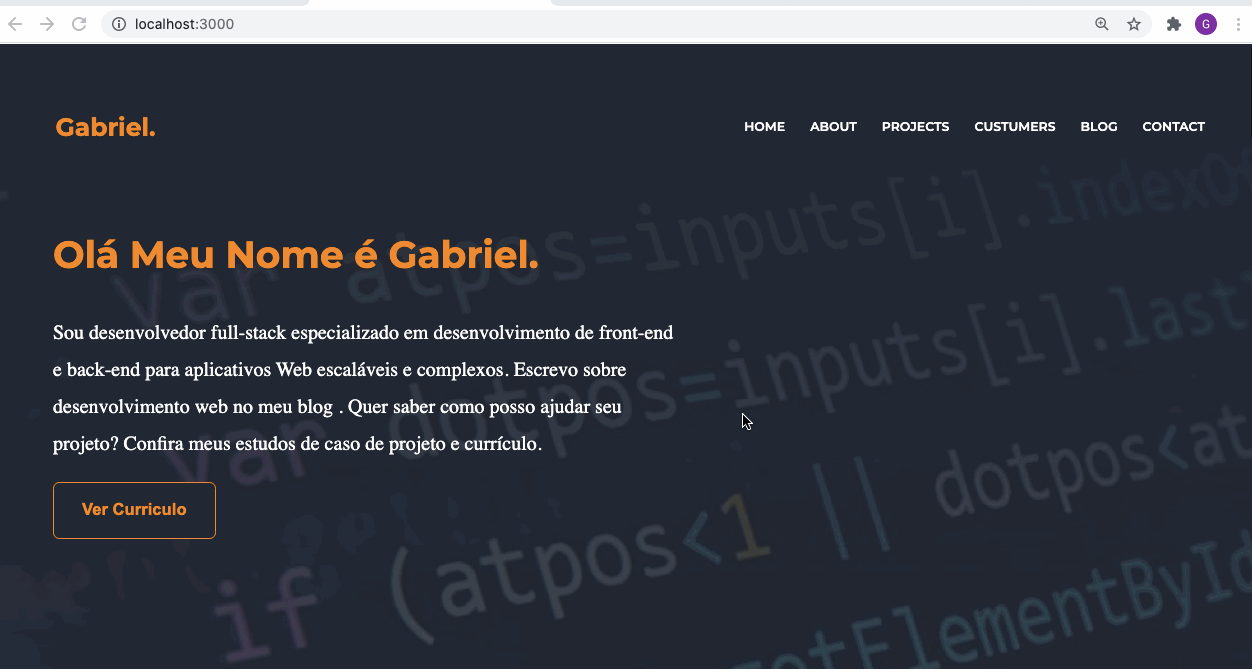 localhost:3000
G
Gabriel.
HOME ABOUT PROJECTS CUSTUMERS BLOG CONTACT
Olá Meu Nome é Gabriel.
Sou desenvolvedor full-stack especializado em desenvolvimento de front-end
e back-end para aplicativos Web escaláveis e complexos. Escrevo sobre
desenvolvimento web no meu blog . Quer saber como posso ajudar seu
projeto? Confira meus estudos de caso de projeto e currículo.
Ver Curriculo
var atpos=inputs[i].indexO
var dotpos=inputs[i].last
if (atpos<1 || dotpos<at
etElementById